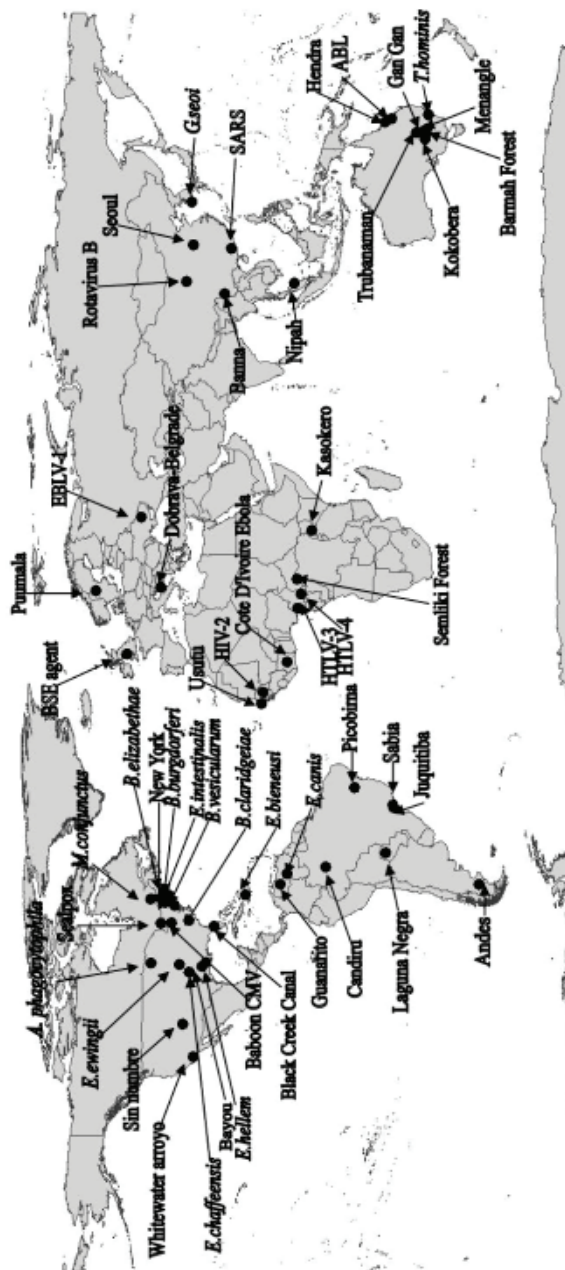 A. phagocytophila
Sealpox
M.conjunctus
E.ewingii
Sin nombre
Whitewater arroyo
E.chaffeensis
Bayou
E.hellem
Baboon CMV
Black Creek Canal
B.elizabethae
New York
B.burgdorferi
E.intestinalis
B.vesicularum
B.claridgeiae
E.bieneusi
E.canis
Guanarito
Candiru
Laguna Negra
Andes
Picobirna
Sabia
Juquitiba
BSE agent
Puumala
EBLV-1
Dobrava-Belgrade
Usutu
HIV-2
Cote D'Ivoire Ebola
HTLV-3
HTLV-4
Semliki Forest
Kasokero
Rotavirus B
Seoul
G.seoi
SARS
Banna
Nipah
Hendra
ABL
Gan Gan
T.hominis
Trubanaman
Kokobera
Barmah Forest
Menangle